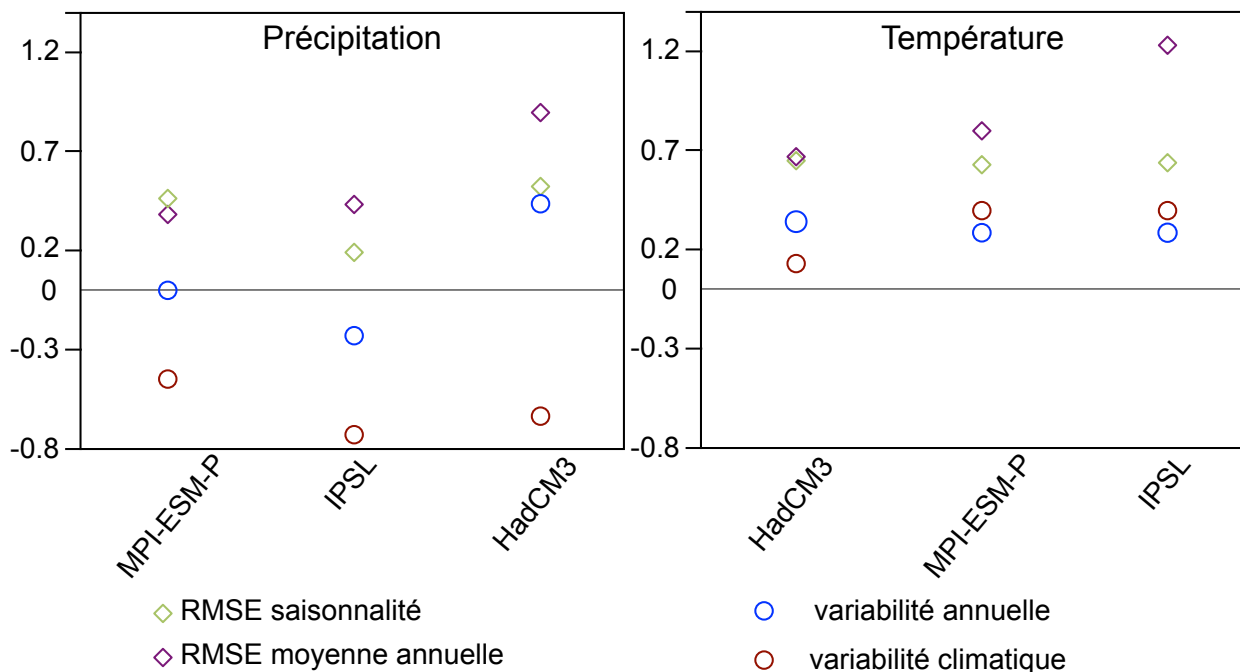 Précipitation
1.2
0.7
0.2
0
-0.3
-0.8
MPI-ESM-P
IPSL
HadCM3
Température
1.2
0.7
0.2
0
-0.3
-0.8
HadCM3
MPI-ESM-P
IPSL
RMSE saisonnalité
RMSE moyenne annuelle
variabilité annuelle
variabilité climatique